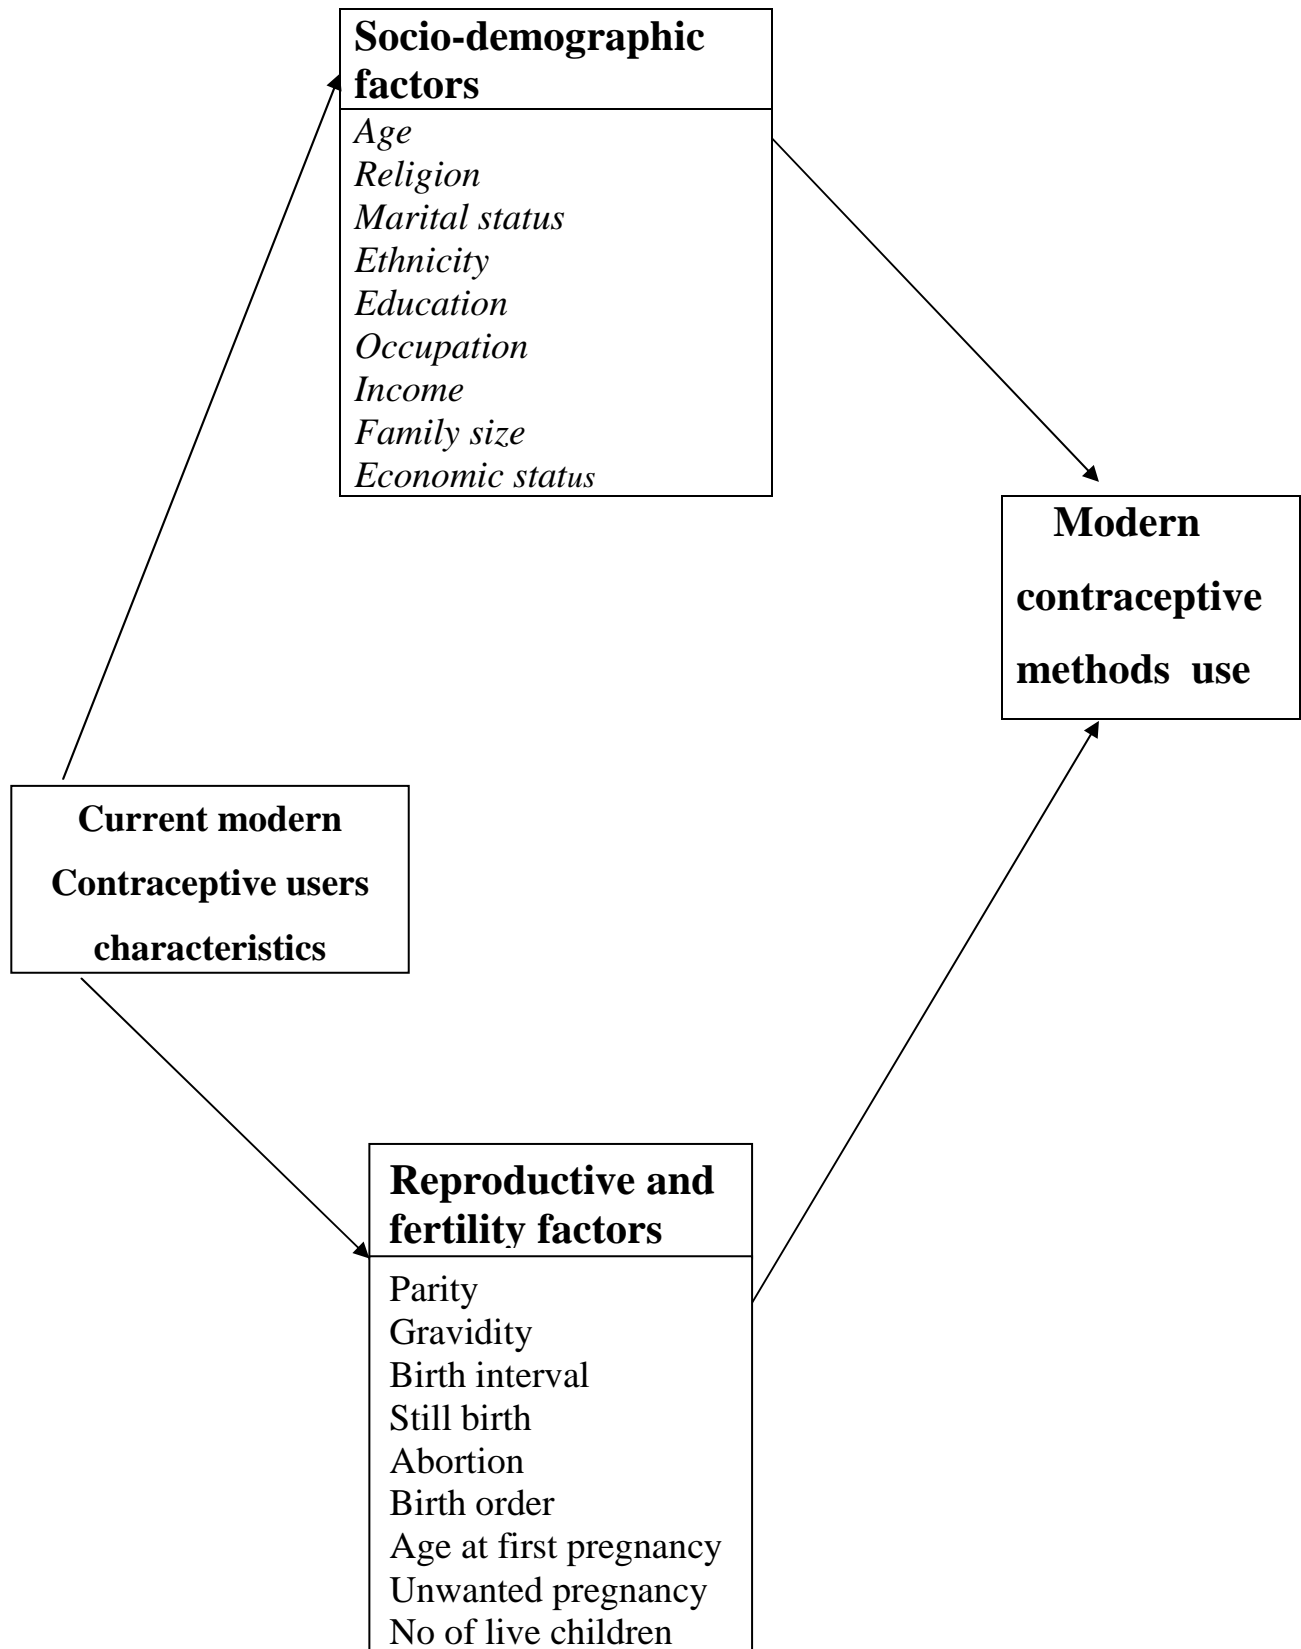 Socio-demographic
factors
Age
Religion
Marital status
Ethnicity
Education
Occupation
Income
Family size
Economic status
Modern
contraceptive
methods use
Current modern
Contraceptive users
characteristics
Reproductive and
fertility factors
Parity
Gravidity
Birth interval
Still birth
Abortion
Birth order
Age at first pregnancy
Unwanted pregnancy
No of live children